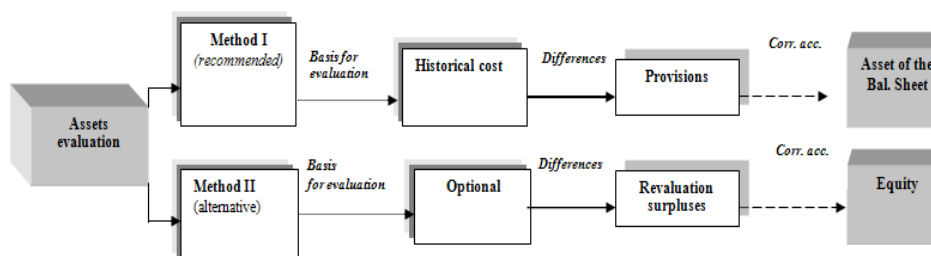 Assets
evaluation
Method I
(recommended)
Basis for
evaluation
Historical cost
Differences
Provisions
Corr. acc.
Asset of the
Bal. Sheet
Method II
(alternative)
Basis
for evaluation
Optional
Differences
Revaluation
surpluses
Corr. acc.
Equity